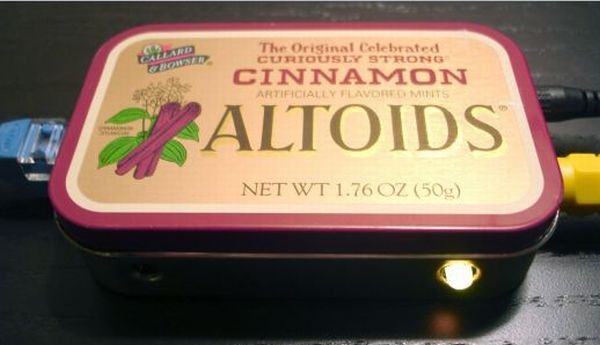 CALLARD
& BOWSER
The Original Celebrated
CURIOUSLY STRONG
CINNAMON
ARTIFICIALLY FLAVORED MINTS
ALTOIDS®
NET WT 1.76 OZ (50g)